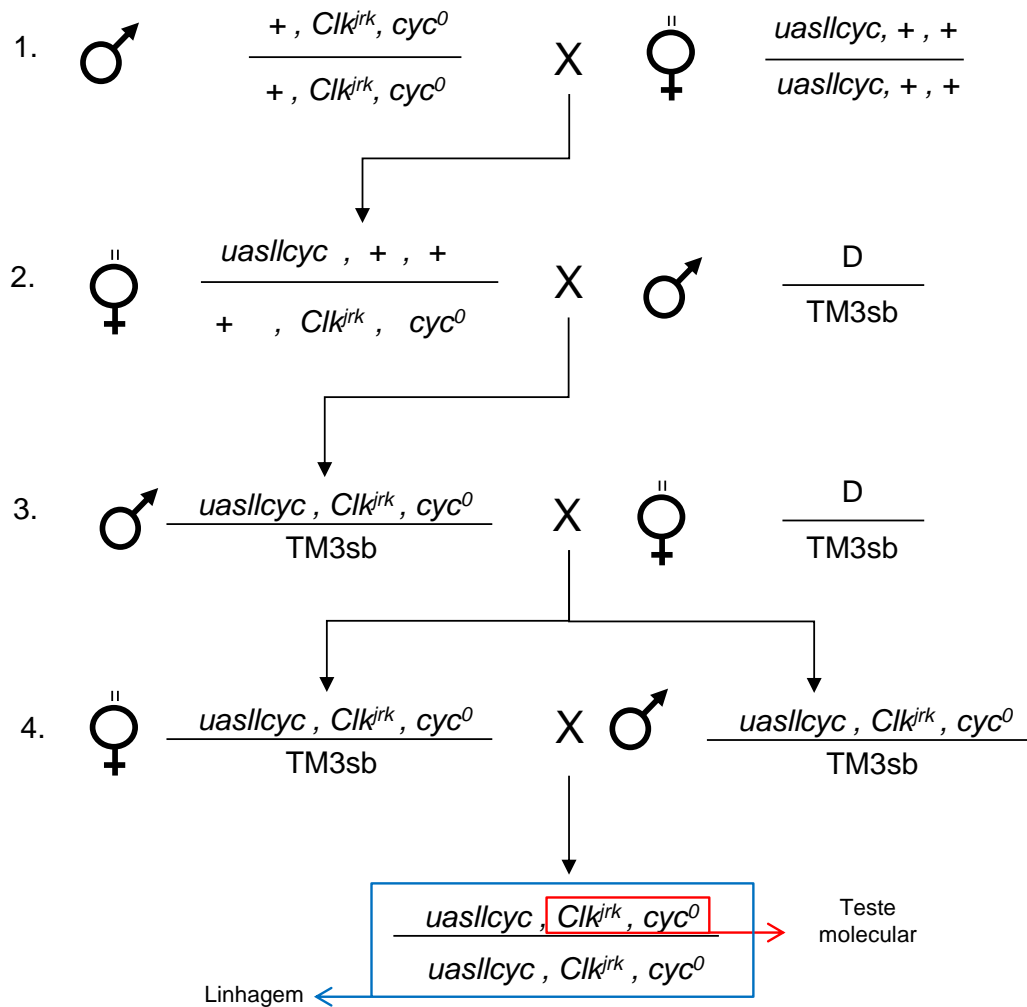 1. + , Clkʲʳᵏ, cyc⁰ X uasllcyc, + , +
+ , Clkʲʳᵏ, cyc⁰ uasllcyc, + , +
2. uasllcyc , + , + X D
+ , Clkʲʳᵏ , cyc⁰ TM3sb
3. uasllcyc , Clkʲʳᵏ , cyc⁰ X D
TM3sb TM3sb
4. uasllcyc , Clkʲʳᵏ , cyc⁰ X uasllcyc , Clkʲʳᵏ , cyc⁰
TM3sb TM3sb
uasllcyc , Clkʲʳᵏ , cyc⁰ Teste
uasllcyc , Clkʲʳᵏ , cyc⁰ molecular
Linhagem